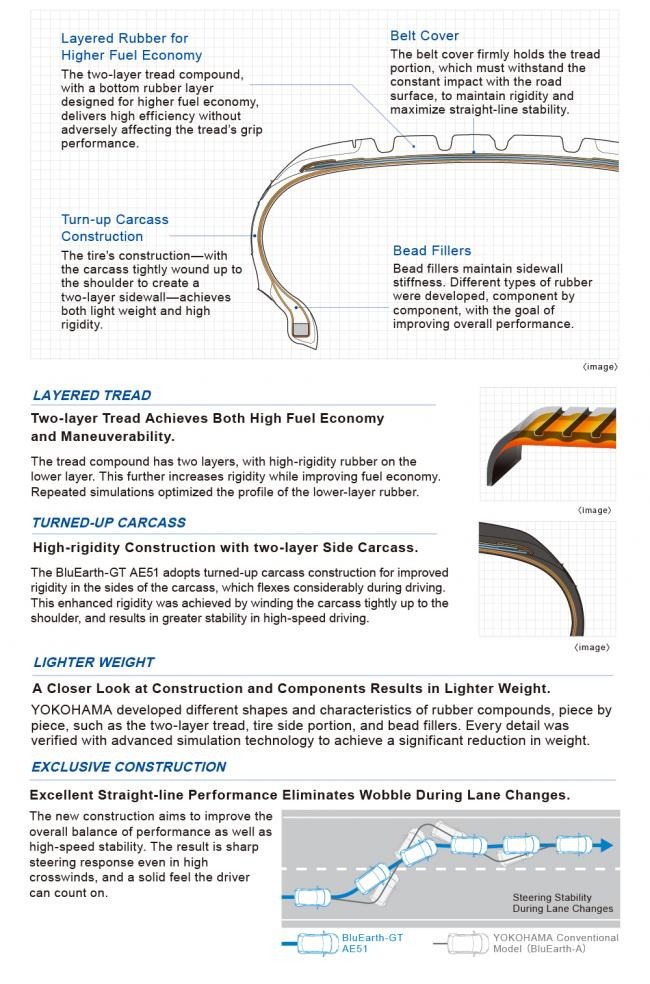 Layered Rubber for
Higher Fuel Economy
The two-layer tread compound,
with a bottom rubber layer
designed for higher fuel economy,
delivers high efficiency without
adversely affecting the tread's grip
performance.
Belt Cover
The belt cover firmly holds the tread
portion, which must withstand the
constant impact with the road
surface, to maintain rigidity and
maximize straight-line stability.
Turn-up Carcass
Construction
The tire's construction—with
the carcass tightly wound up to
the shoulder to create a
two-layer sidewall—achieves
both light weight and high
rigidity.
Bead Fillers
Bead fillers maintain sidewall
stiffness. Different types of rubber
were developed, component by
component, with the goal of
improving overall performance.
〈image〉
LAYERED TREAD
Two-layer Tread Achieves Both High Fuel Economy
and Maneuverability.
The tread compound has two layers, with high-rigidity rubber on the
lower layer. This further increases rigidity while improving fuel economy.
Repeated simulations optimized the profile of the lower-layer rubber.
〈image〉
TURNED-UP CARCASS
High-rigidity Construction with two-layer Side Carcass.
The BluEarth-GT AE51 adopts turned-up carcass construction for improved
rigidity in the sides of the carcass, which flexes considerably during driving.
This enhanced rigidity was achieved by winding the carcass tightly up to the
shoulder, and results in greater stability in high-speed driving.
〈image〉
LIGHTER WEIGHT
A Closer Look at Construction and Components Results in Lighter Weight.
YOKOHAMA developed different shapes and characteristics of rubber compounds, piece by
piece, such as the two-layer tread, tire side portion, and bead fillers. Every detail was
verified with advanced simulation technology to achieve a significant reduction in weight.
EXCLUSIVE CONSTRUCTION
Excellent Straight-line Performance Eliminates Wobble During Lane Changes.
The new construction aims to improve the
overall balance of performance as well as
high-speed stability. The result is sharp
steering response even in high
crosswinds, and a solid feel the driver
can count on.
Steering Stability
During Lane Changes
BluEarth-GT
AE51
YOKOHAMA Conventional
Model (BluEarth-A)